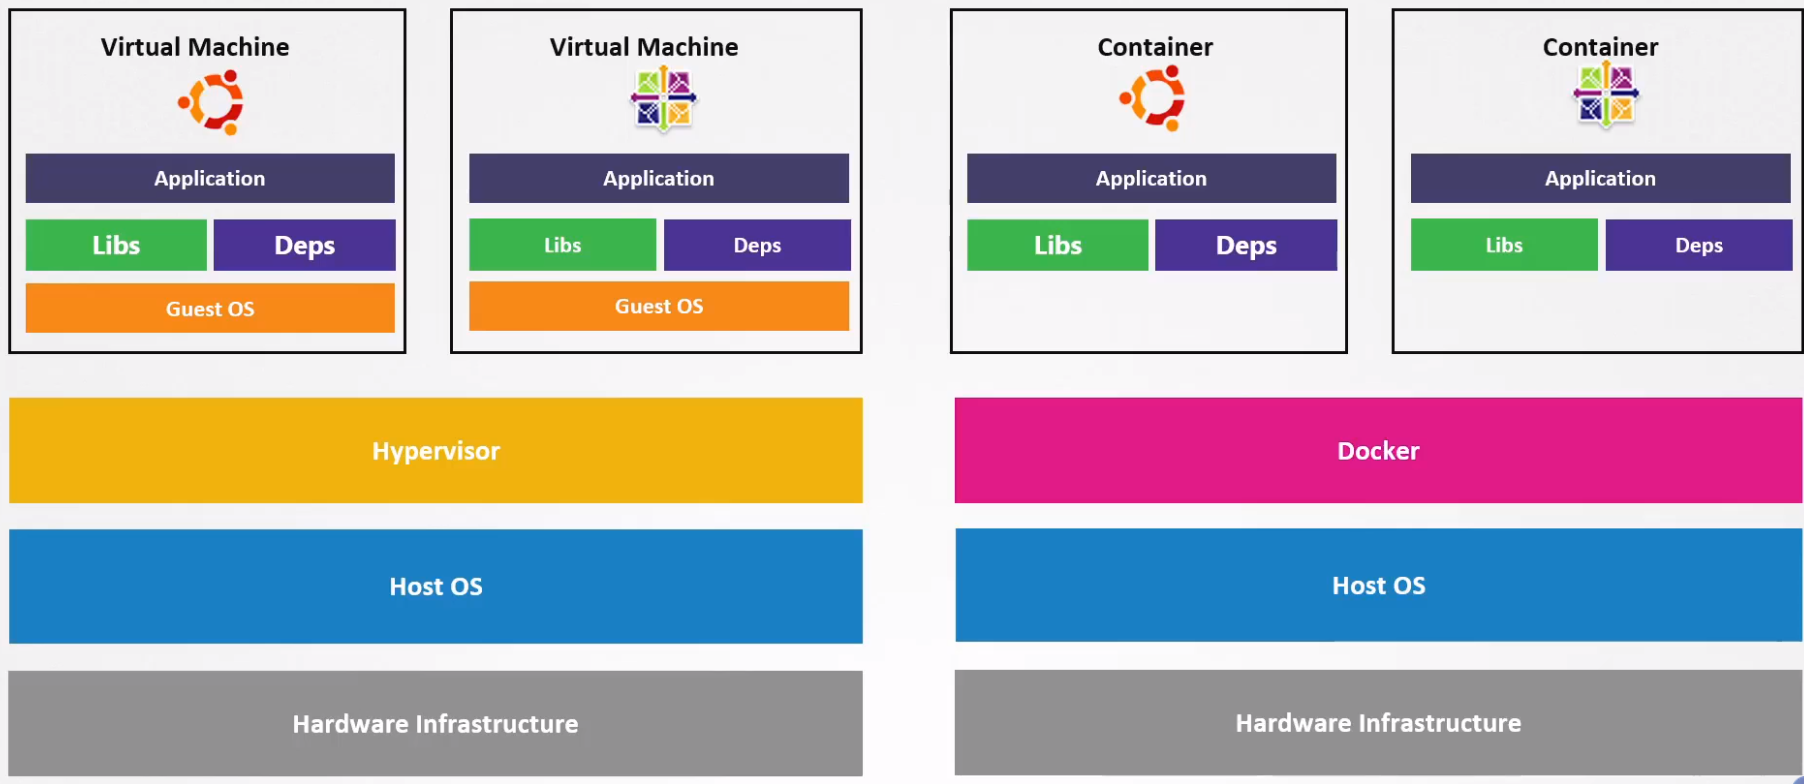 Virtual Machine
Application
Libs
Deps
Guest OS
Virtual Machine
Application
Libs
Deps
Guest OS
Hypervisor
Host OS
Hardware Infrastructure
Container
Application
Libs
Deps
Container
Application
Libs
Deps
Docker
Host OS
Hardware Infrastructure